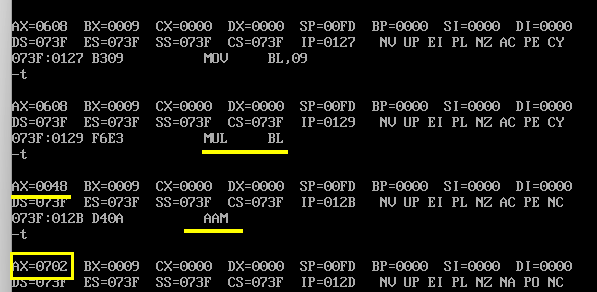 AX=0608  BX=0009  CX=0000  DX=0000  SP=00FD  BP=0000  SI=0000  DI=0000
DS=073F  ES=073F  SS=073F  CS=073F  IP=0127   NV UP EI PL NZ AC PE CY
073F:0127 B309          MOV     BL,09
-t
AX=0608  BX=0009  CX=0000  DX=0000  SP=00FD  BP=0000  SI=0000  DI=0000
DS=073F  ES=073F  SS=073F  CS=073F  IP=0129   NV UP EI PL NZ AC PE CY
073F:0129 F6E3          MUL     BL
-t
AX=0048  BX=0009  CX=0000  DX=0000  SP=00FD  BP=0000  SI=0000  DI=0000
DS=073F  ES=073F  SS=073F  CS=073F  IP=012B   NV UP EI PL NZ AC PE NC
073F:012B D40A          AAM
-t
AX=0702  BX=0009  CX=0000  DX=0000  SP=00FD  BP=0000  SI=0000  DI=0000
DS=073F  ES=073F  SS=073F  CS=073F  IP=012D   NV UP EI PL NZ NA PO NC